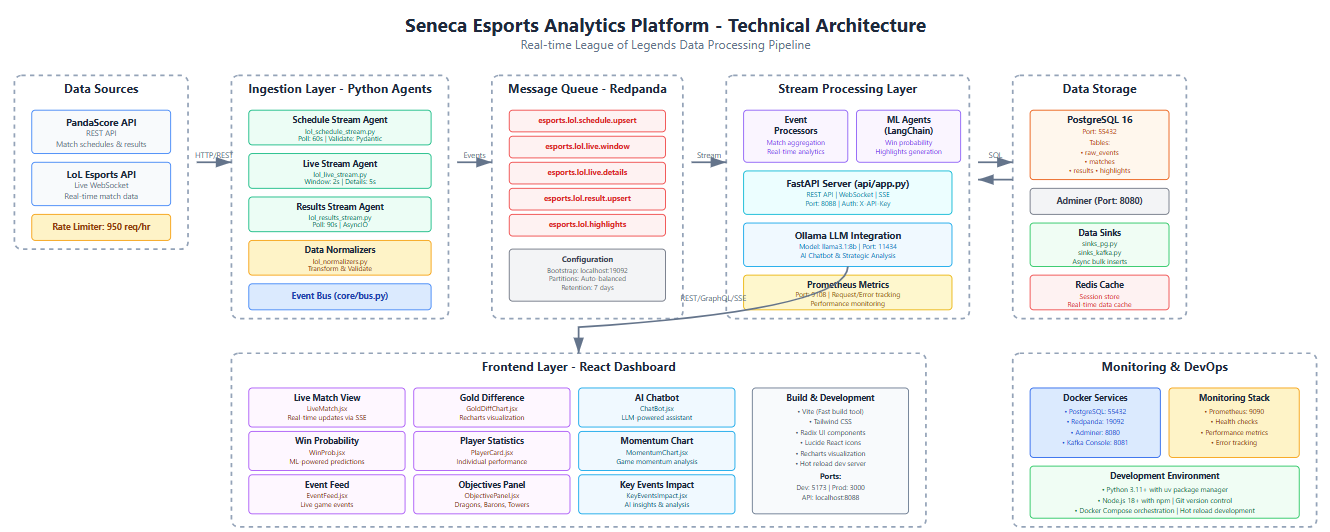 Seneca Esports Analytics Platform - Technical Architecture
Real-time League of Legends Data Processing Pipeline
Data Sources
PandaScore API
REST API
Match schedules & results
LoL Esports API
Live WebSocket
Real-time match data
Rate Limiter: 950 req/hr
HTTP/REST
Ingestion Layer - Python Agents
Schedule Stream Agent
lol_schedule_stream.py
Poll: 60s | Validate: Pydantic
Live Stream Agent
lol_live_stream.py
Window: 2s | Details: 5s
Results Stream Agent
lol_results_stream.py
Poll: 90s | AsyncIO
Data Normalizers
lol_normalizers.py
Transform & Validate
Event Bus (core/bus.py)
Events
Message Queue - Redpanda
esports.lol.schedule.upsert
esports.lol.live.window
esports.lol.live.details
esports.lol.result.upsert
esports.lol.highlights
Configuration
Bootstrap: localhost:19092
Partitions: Auto-balanced
Retention: 7 days
Stream
Stream Processing Layer
Event
Processors
Match aggregation
Real-time analytics
ML Agents
(LangChain)
Win probability
Highlights generation
FastAPI Server (api/app.py)
REST API | WebSocket | SSE
Port: 8088 | Auth: X-API-Key
Ollama LLM Integration
Model: llama3.1:8b | Port: 11434
AI Chatbot & Strategic Analysis
Prometheus Metrics
Port: 9108 | Request/Error tracking
Performance monitoring
REST/GraphQL/SSE
SQL
Data Storage
PostgreSQL 16
Port: 55432
Tables:
• raw_events
• matches
• results • highlights
Adminer (Port: 8080)
Data Sinks
sinks_pg.py
sinks_kafka.py
Async bulk inserts
Redis Cache
Session store
Real-time data cache
Frontend Layer - React Dashboard
Live Match View
LiveMatch.jsx
Real-time updates via SSE
Gold Difference
GoldDiffChart.jsx
Recharts visualization
AI Chatbot
ChatBot.jsx
LLM-powered assistant
Win Probability
WinProb.jsx
ML-powered predictions
Player Statistics
PlayerCard.jsx
Individual performance
Momentum Chart
MomentumChart.jsx
Game momentum analysis
Event Feed
EventFeed.jsx
Live game events
Objectives Panel
ObjectivePanel.jsx
Dragons, Barons, Towers
Key Events Impact
KeyEventsImpact.jsx
AI insights & analysis
Build & Development
• Vite (Fast build tool)
• Tailwind CSS
• Radix UI components
• Lucide React icons
• Recharts visualization
• Hot reload dev server
Ports:
Dev: 5173 | Prod: 3000
API: localhost:8088
Monitoring & DevOps
Docker Services
• PostgreSQL: 55432
• Redpanda: 19092
• Adminer: 8080
• Kafka Console: 8081
Monitoring Stack
• Prometheus: 9090
• Health checks
• Performance metrics
• Error tracking
Development Environment
• Python 3.11+ with uv package manager
• Node.js 18+ with npm | Git version control
• Docker Compose orchestration | Hot reload development